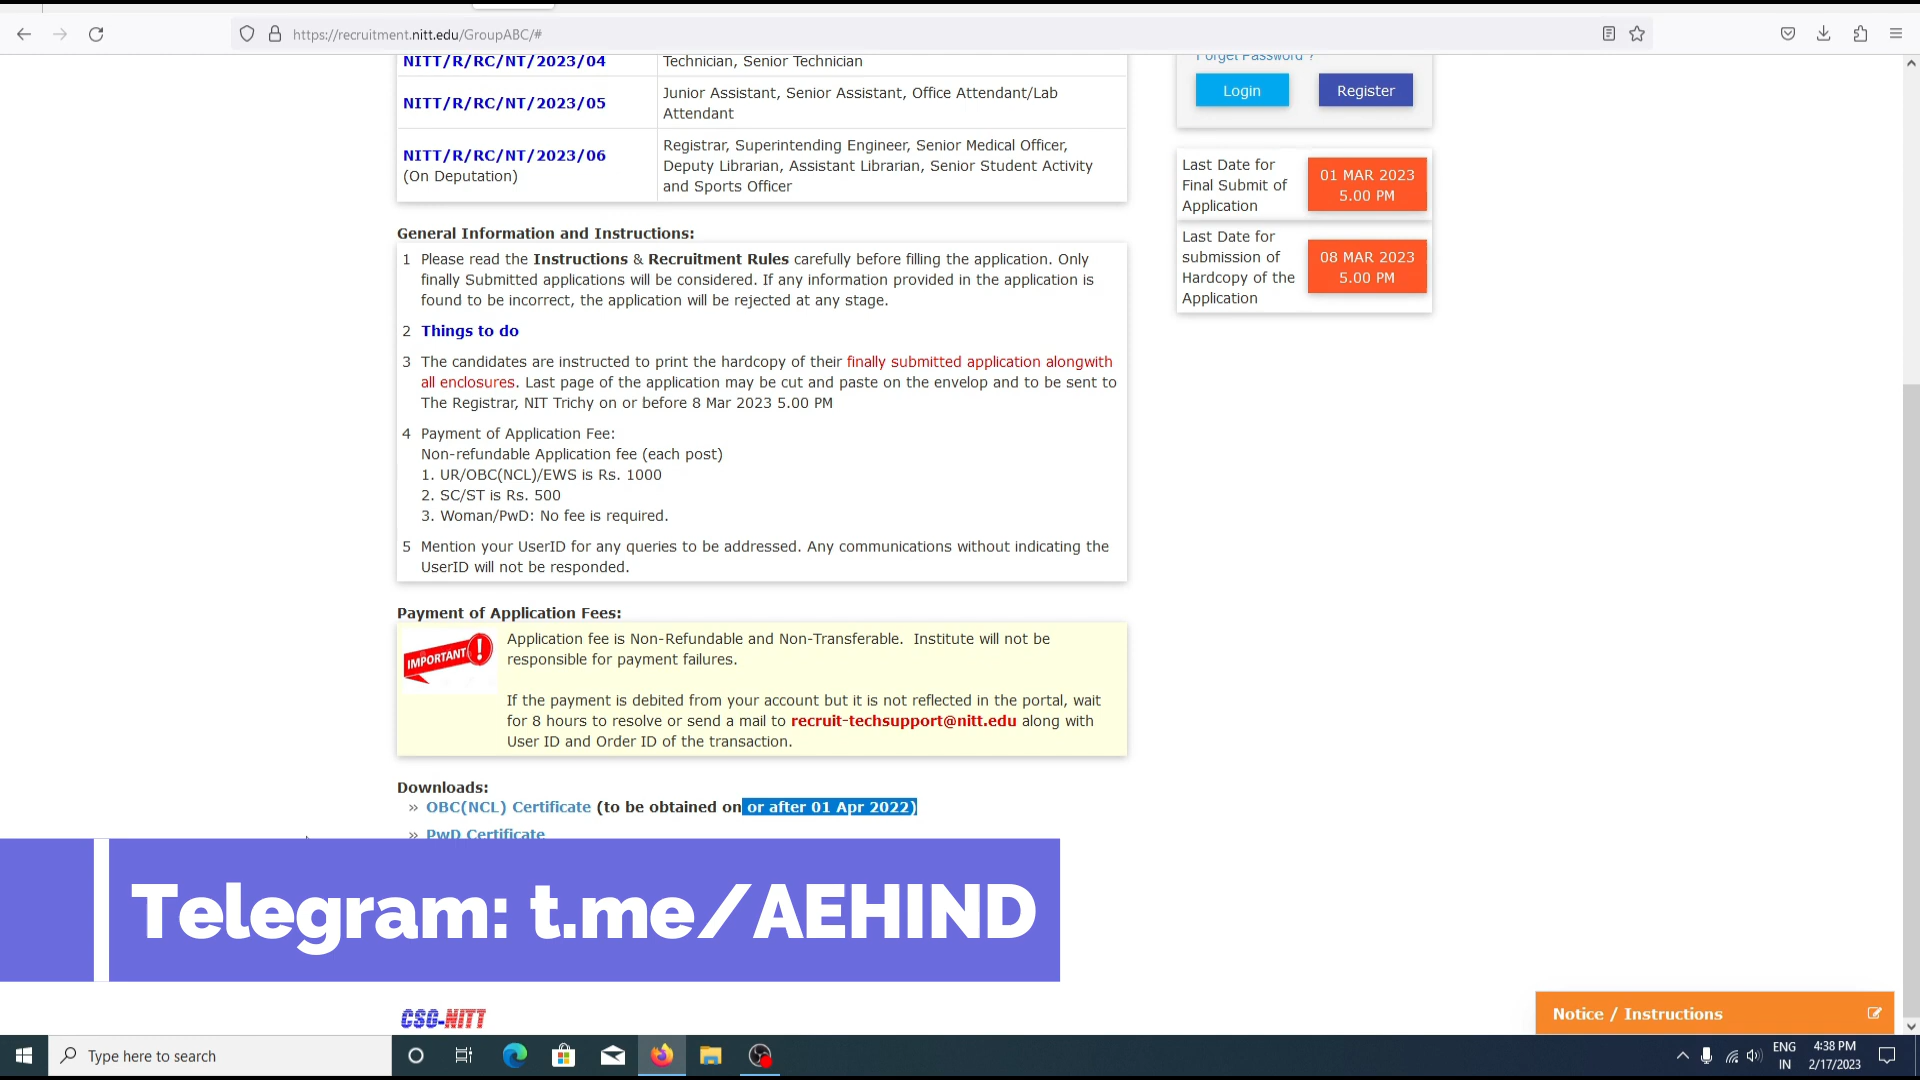 https://recruitment.nitt.edu/GroupABC/#
NITT/R/RC/NT/2023/04 Technician, Senior Technician
NITT/R/RC/NT/2023/05 Junior Assistant, Senior Assistant, Office Attendant/Lab
Attendant
NITT/R/RC/NT/2023/06
(On Deputation)
Registrar, Superintending Engineer, Senior Medical Officer,
Deputy Librarian, Assistant Librarian, Senior Student Activity
and Sports Officer
Forget Password ?
Login Register
Last Date for
Final Submit of
Application
01 MAR 2023
5.00 PM
Last Date for
submission of
Hardcopy of the
Application
08 MAR 2023
5.00 PM
General Information and Instructions:
1 Please read the Instructions & Recruitment Rules carefully before filling the application. Only
finally Submitted applications will be considered. If any information provided in the application is
found to be incorrect, the application will be rejected at any stage.
2 Things to do
3 The candidates are instructed to print the hardcopy of their finally submitted application alongwith
all enclosures. Last page of the application may be cut and paste on the envelop and to be sent to
The Registrar, NIT Trichy on or before 8 Mar 2023 5.00 PM
4 Payment of Application Fee:
Non-refundable Application fee (each post)
1. UR/OBC(NCL)/EWS is Rs. 1000
2. SC/ST is Rs. 500
3. Woman/PwD: No fee is required.
5 Mention your UserID for any queries to be addressed. Any communications without indicating the
UserID will not be responded.
Payment of Application Fees:
IMPORTANT !
Application fee is Non-Refundable and Non-Transferable. Institute will not be
responsible for payment failures.
If the payment is debited from your account but it is not reflected in the portal, wait
for 8 hours to resolve or send a mail to recruit-techsupport@nitt.edu along with
User ID and Order ID of the transaction.
Downloads:
» OBC(NCL) Certificate (to be obtained on or after 01 Apr 2022)
» PwD Certificate
Telegram: t.me/AEHIND
CSG-NITT
Notice / Instructions
Type here to search
ENG
IN
4:38 PM
2/17/2023